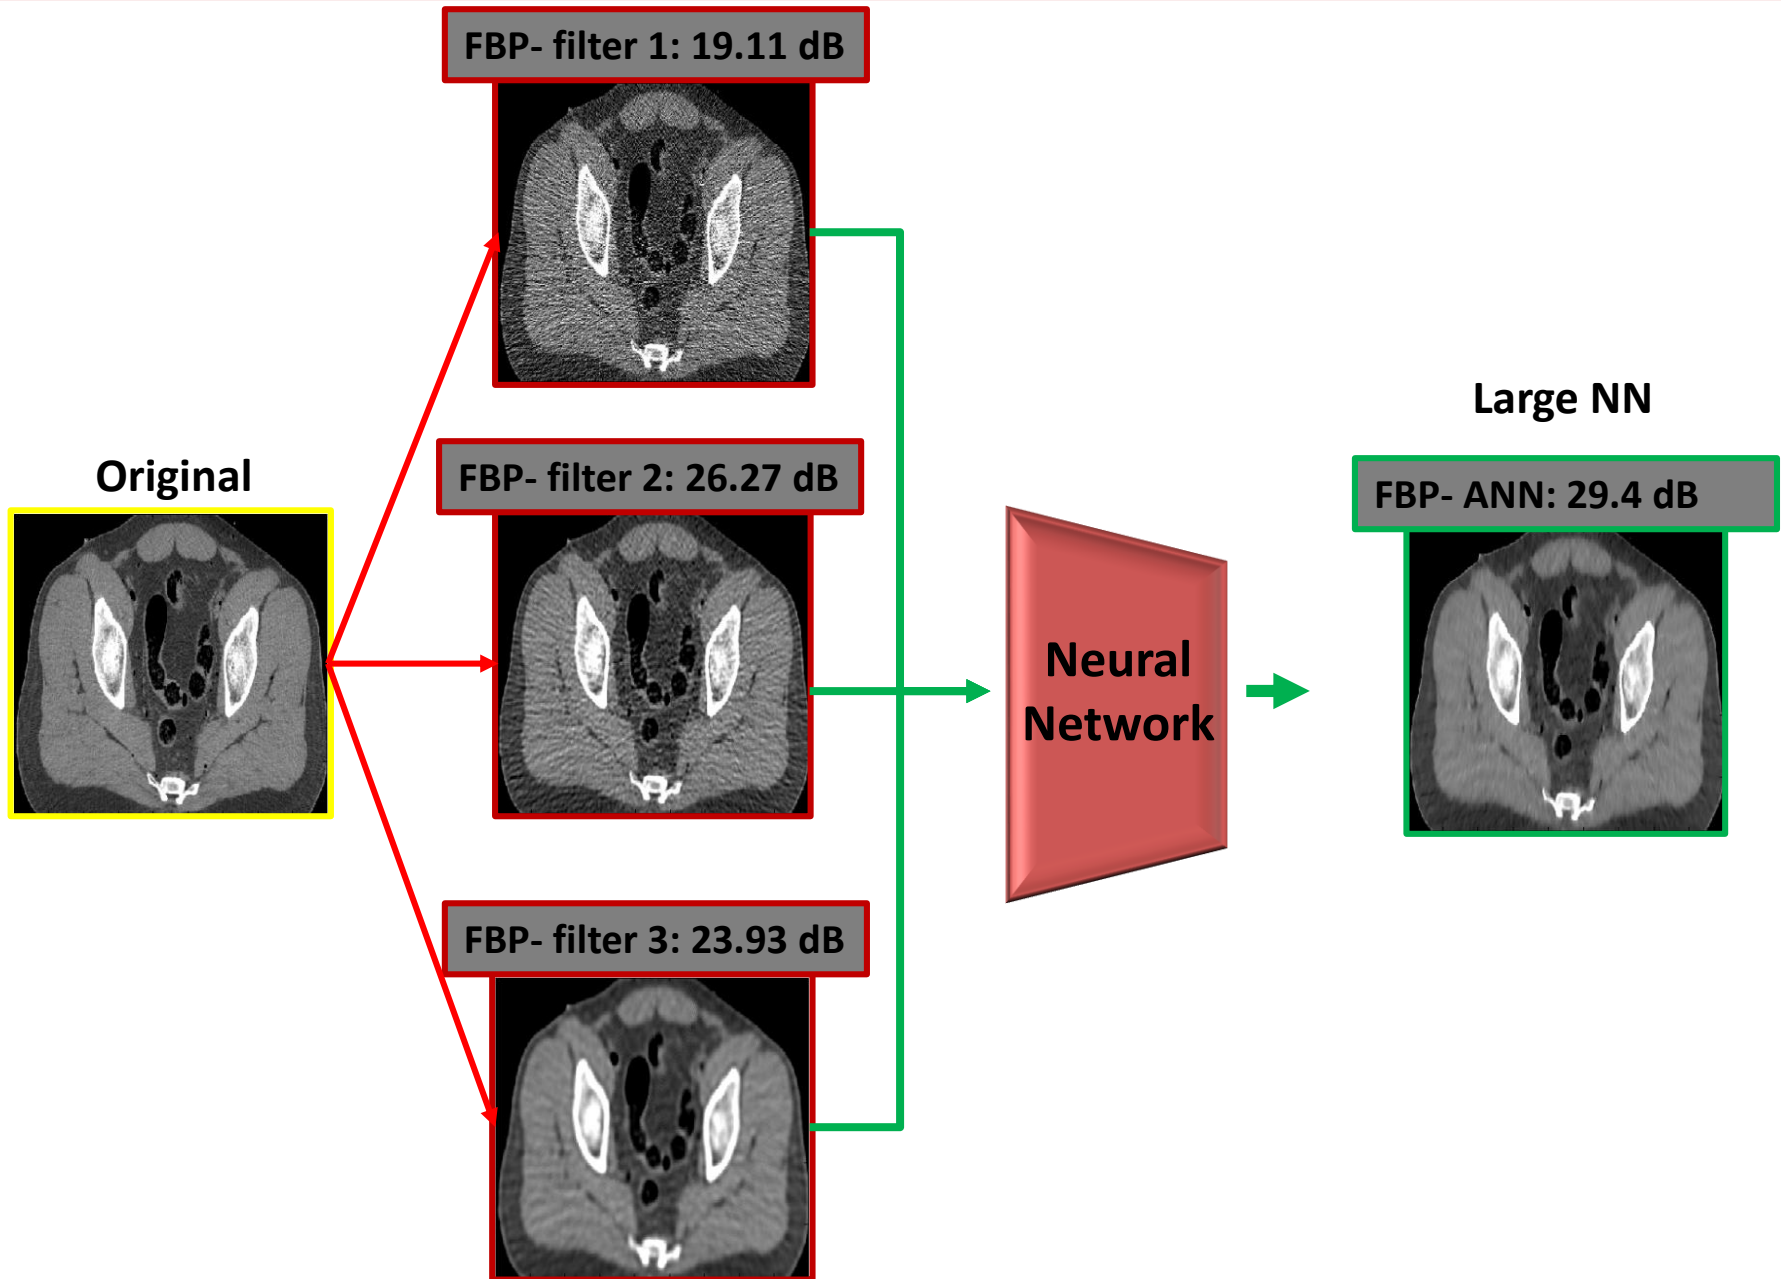 FBP- filter 1: 19.11 dB
Original
FBP- filter 2: 26.27 dB
FBP- filter 3: 23.93 dB
Neural
Network
Large NN
FBP- ANN: 29.4 dB